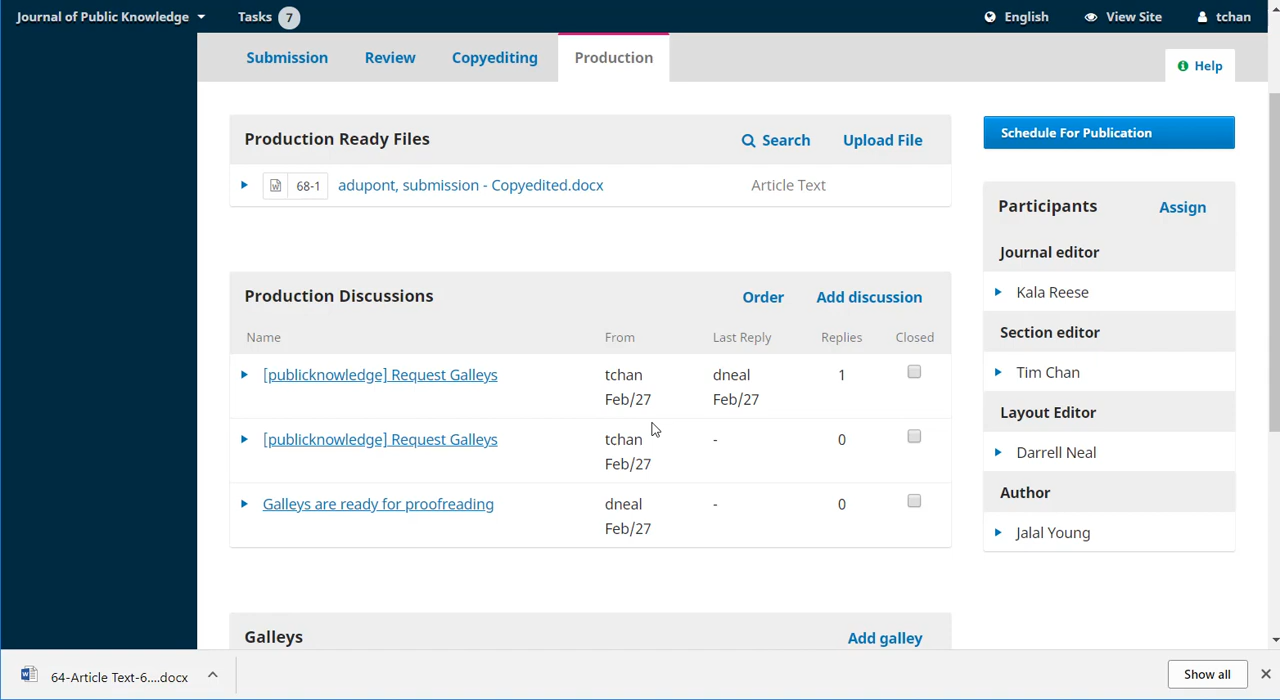 Journal of Public Knowledge Tasks 7 English View Site tchan
Submission Review Copyediting Production
Help
Production Ready Files Search Upload File
68-1 adupont, submission - Copyedited.docx Article Text
Schedule For Publication
Participants Assign
Journal editor
Kala Reese
Section editor
Tim Chan
Layout Editor
Darrell Neal
Author
Jalal Young
Production Discussions Order Add discussion
Name From Last Reply Replies Closed
[publicknowledge] Request Galleys tchan dneal 1
Feb/27 Feb/27
[publicknowledge] Request Galleys tchan - 0
Feb/27
Galleys are ready for proofreading dneal - 0
Feb/27
Galleys Add galley
64-Article Text-6....docx Show all